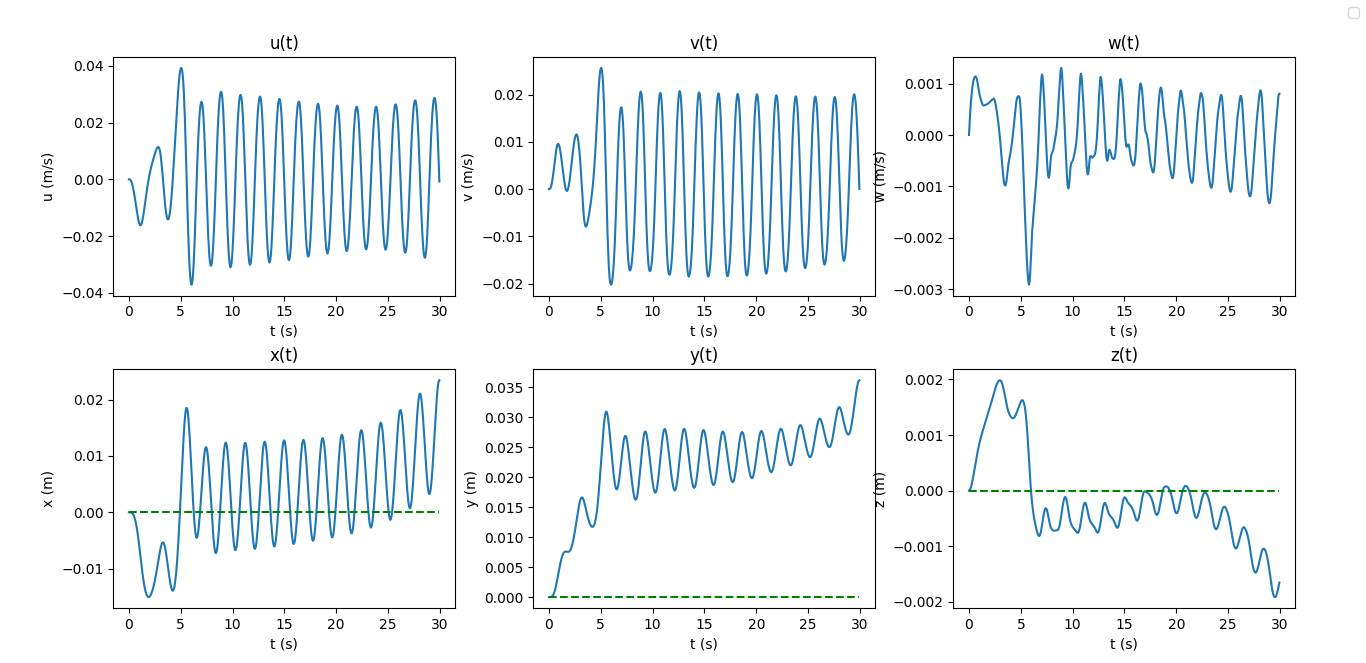 u(t)
v(t)
w(t)
0.04
0.02
0.00
−0.02
−0.04
u (m/s)
0 5 10 15 20 25 30
t (s)
0.02
0.01
0.00
−0.01
−0.02
v (m/s)
0 5 10 15 20 25 30
t (s)
0.001
0.000
−0.001
−0.002
−0.003
w (m/s)
0 5 10 15 20 25 30
t (s)
x(t)
y(t)
z(t)
0.02
0.01
0.00
−0.01
x (m)
0 5 10 15 20 25 30
t (s)
0.035
0.030
0.025
0.020
0.015
0.010
0.005
0.000
y (m)
0 5 10 15 20 25 30
t (s)
0.002
0.001
0.000
−0.001
−0.002
z (m)
0 5 10 15 20 25 30
t (s)